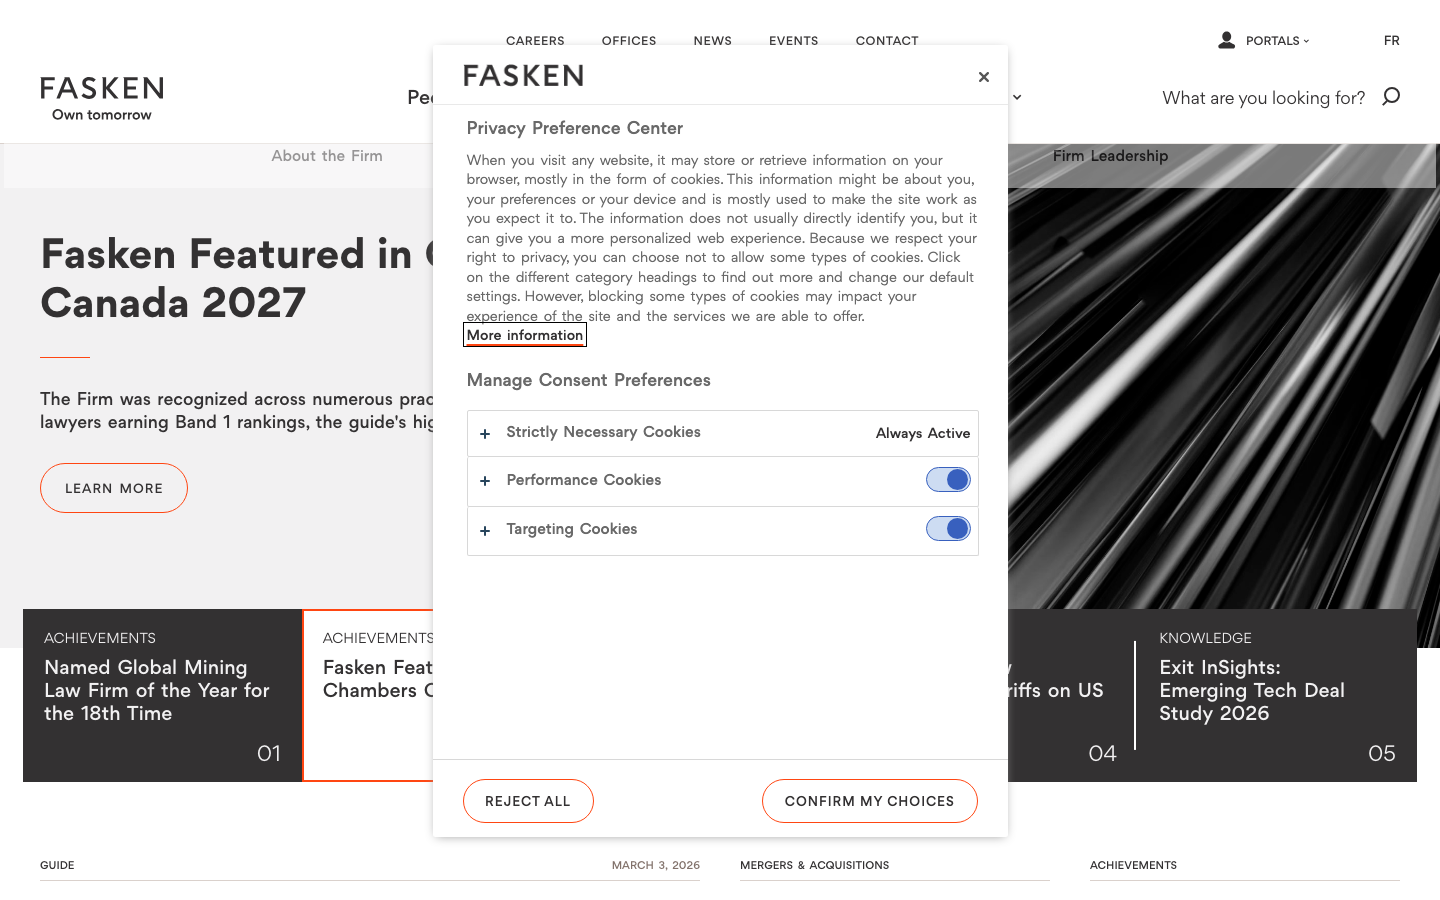 CAREERS OFFICES NEWS EVENTS CONTACT PORTALS FR
FASKEN
Own tomorrow
What are you looking for?
About the Firm
Firm Leadership
Fasken Featured in
Canada 2027
The Firm was recognized across numerous
lawyers earning Band 1 rankings, the guide's
LEARN MORE
FASKEN
Privacy Preference Center
When you visit any website, it may store or retrieve information on your
browser, mostly in the form of cookies. This information might be about you,
your preferences or your device and is mostly used to make the site work as
you expect it to. The information does not usually directly identify you, but it
can give you a more personalized web experience. Because we respect your
right to privacy, you can choose not to allow some types of cookies. Click
on the different category headings to find out more and change our default
settings. However, blocking some types of cookies may impact your
experience of the site and the services we are able to offer.
More information
Manage Consent Preferences
Strictly Necessary Cookies Always Active
Performance Cookies
Targeting Cookies
REJECT ALL CONFIRM MY CHOICES
ACHIEVEMENTS
Named Global Mining
Law Firm of the Year for
the 18th Time
01
ACHIEVEMENTS
Fasken
Chambers
on US
04
KNOWLEDGE
Exit InSights:
Emerging Tech Deal
Study 2026
05
GUIDE MARCH 3, 2026
MERGERS & ACQUISITIONS
ACHIEVEMENTS